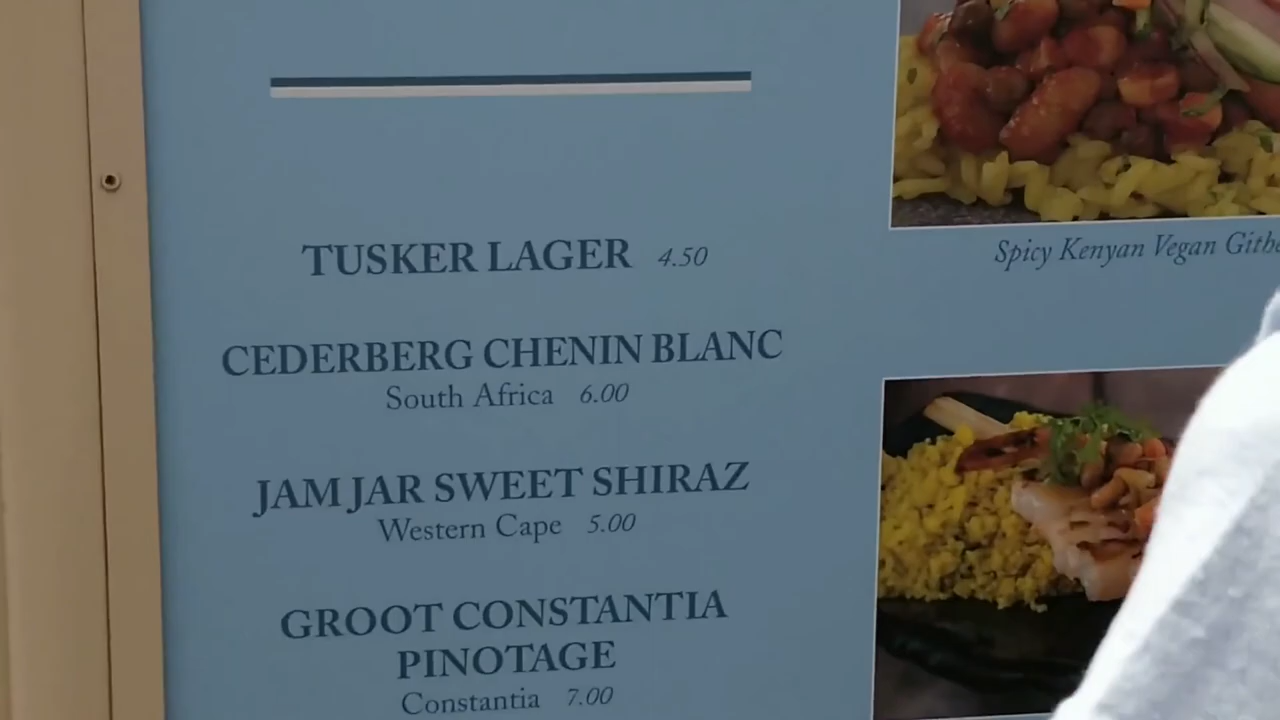 TUSKER LAGER 4.50
CEDERBERG CHENIN BLANC
South Africa 6.00
JAM JAR SWEET SHIRAZ
Western Cape 5.00
GROOT CONSTANTIA
PINOTAGE
Constantia 7.00
Spicy Kenyan Vegan